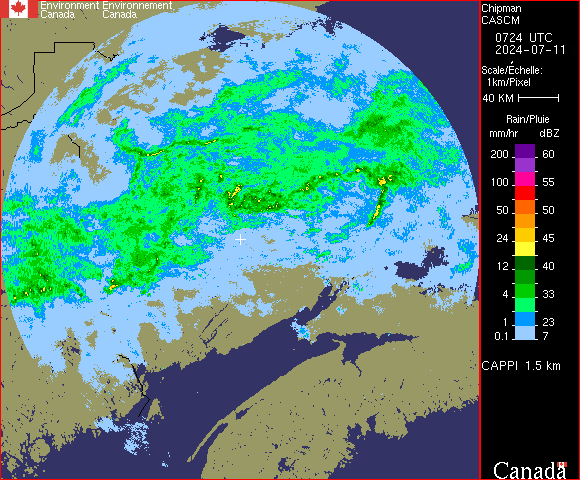 Environment Environnement
Canada Canada
Chipman
CASCM
0724 UTC
2024-07-11
Scale/Échelle:
1km/Pixel
40 KM
Rain/Pluie
mm/hr dBZ
200 60
100 55
50 50
24 45
12 40
4 33
1 23
0.1 7
CAPPI 1.5 km
Canada